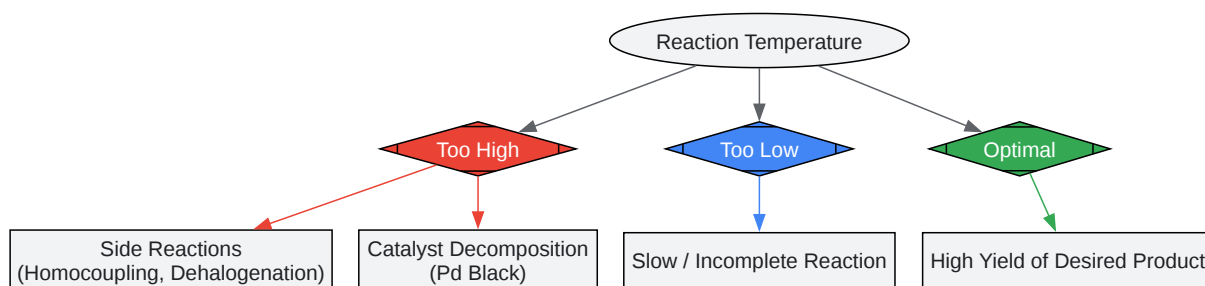 Reaction Temperature
Too High
Too Low
Optimal
Side Reactions
(Homocoupling, Dehalogenation)
Catalyst Decomposition
(Pd Black)
Slow / Incomplete Reaction
High Yield of Desired Product